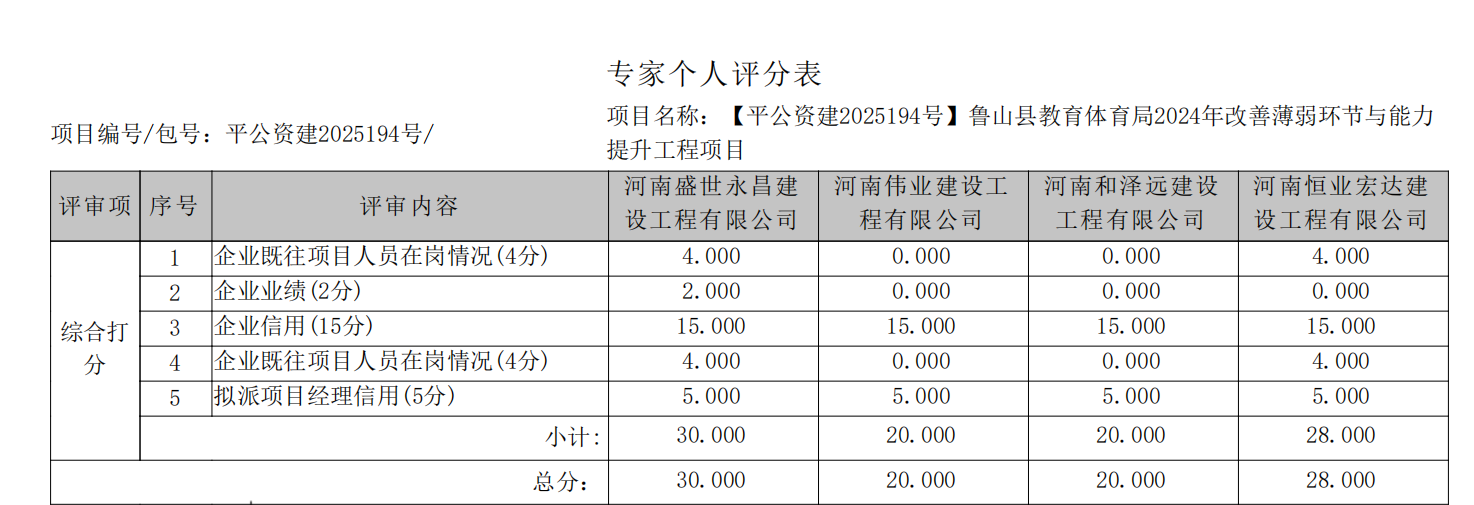 专家个人评分表
项目编号/包号：平公资建2025194号/
项目名称：【平公资建2025194号】鲁山县教育体育局2024年改善薄弱环节与能力
提升工程项目
评审项 序号 评审内容 河南盛世永昌建设工程有限公司 河南伟业建设工程有限公司 河南和泽远建设工程有限公司 河南恒业宏达建设工程有限公司
综合打分
1 企业既往项目人员在岗情况(4分) 4.000 0.000 0.000 4.000
2 企业业绩(2分) 2.000 0.000 0.000 0.000
3 企业信用(15分) 15.000 15.000 15.000 15.000
4 企业既往项目人员在岗情况(4分) 4.000 0.000 0.000 4.000
5 拟派项目经理信用(5分) 5.000 5.000 5.000 5.000
小计: 30.000 20.000 20.000 28.000
总分： 30.000 20.000 20.000 28.000